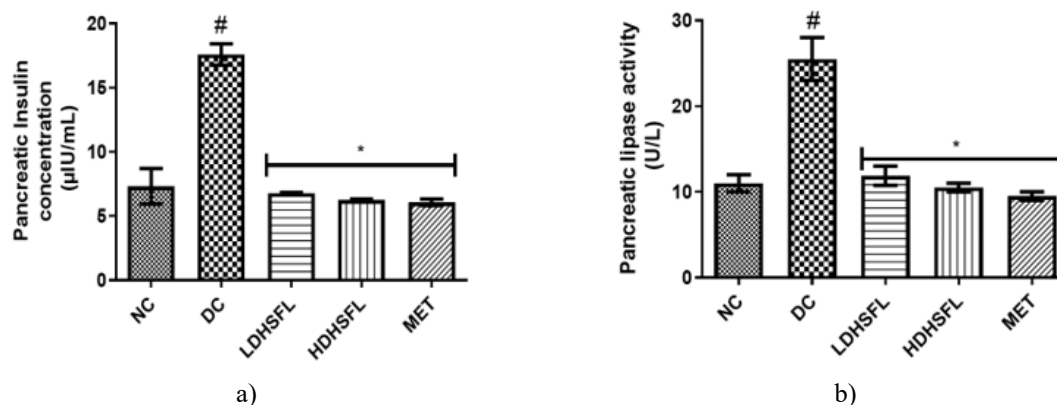 Pancreatic Insulin
concentration
(µIU/mL)
20
15
10
5
0
#
*
NC
DC
LDHSFL
HDHSFL
MET
a)
Pancreatic lipase activity
(U/L)
30
20
10
0
#
*
NC
DC
LDHSFL
HDHSFL
MET
b)